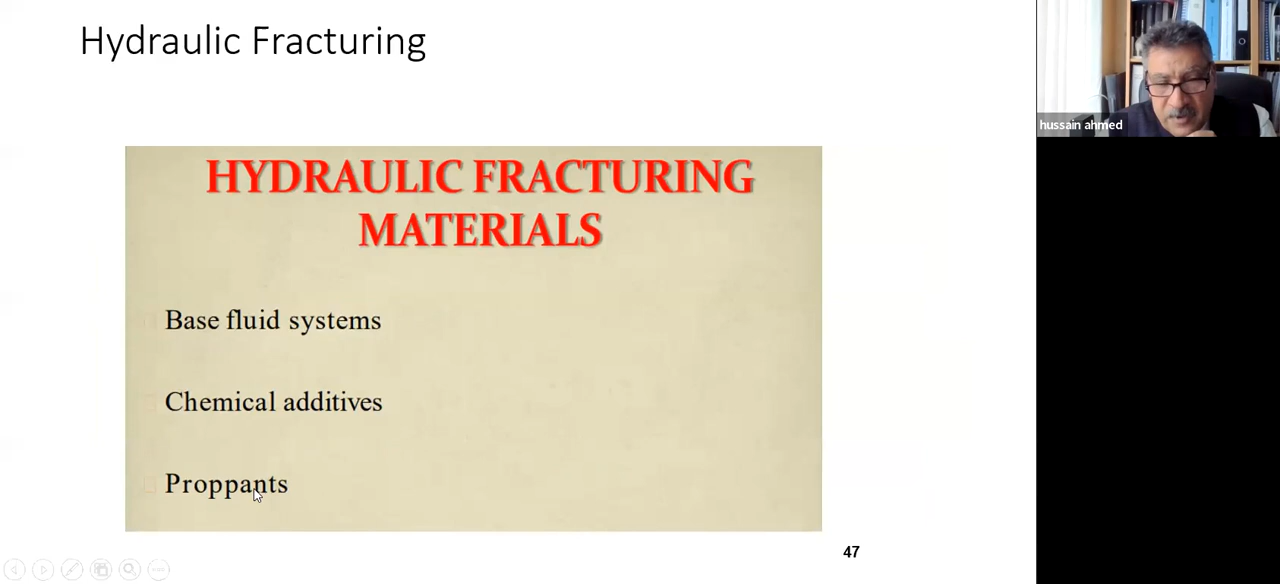 Hydraulic Fracturing
hussain ahmed
HYDRAULIC FRACTURING
MATERIALS
Base fluid systems
Chemical additives
Proppants
47